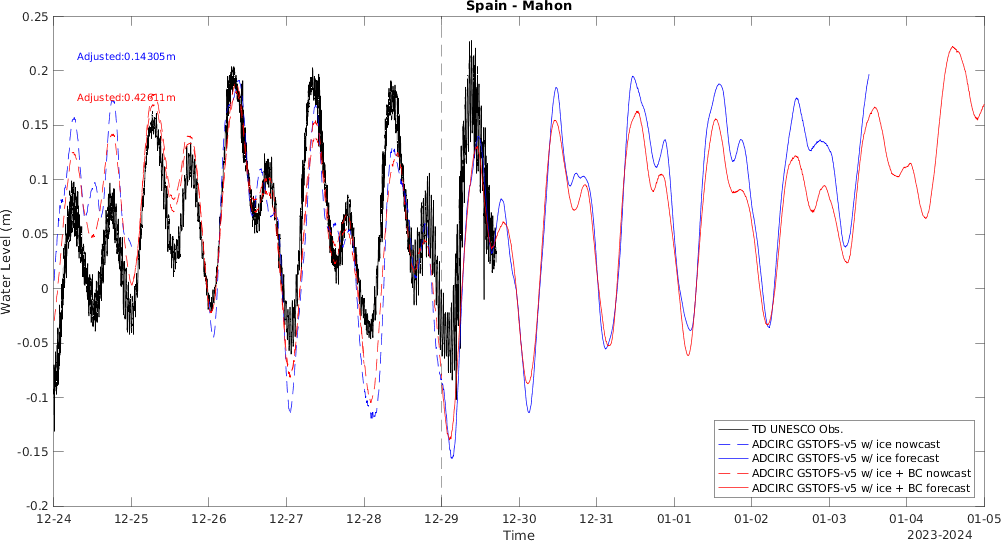 Spain - Mahon
0.25
0.2
0.15
0.1
0.05
0
-0.05
-0.1
-0.15
-0.2
Water Level (m)
Adjusted:0.14305m
Adjusted:0.42611m
TD UNESCO Obs.
ADCIRC GSTOFS-v5 w/ ice nowcast
ADCIRC GSTOFS-v5 w/ ice forecast
ADCIRC GSTOFS-v5 w/ ice + BC nowcast
ADCIRC GSTOFS-v5 w/ ice + BC forecast
12-24 12-25 12-26 12-27 12-28 12-29 12-30 12-31 01-01 01-02 01-03 01-04 01-05
Time
2023-2024